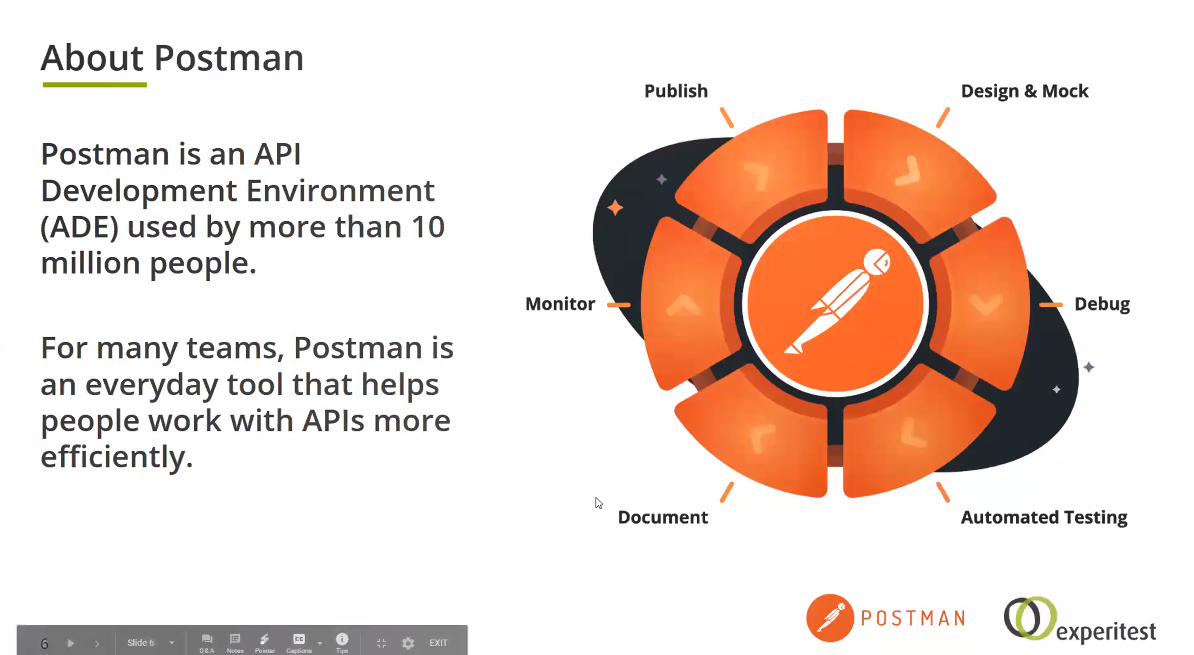 About Postman
Postman is an API
Development Environment
(ADE) used by more than 10
million people.
For many teams, Postman is
an everyday tool that helps
people work with APIs more
efficiently.
Publish
Design & Mock
Monitor
Debug
Document
Automated Testing
POSTMAN
experitest
6
Slide 6
Q & A
Notes
Pointer
CC
Captions
Tips
EXIT